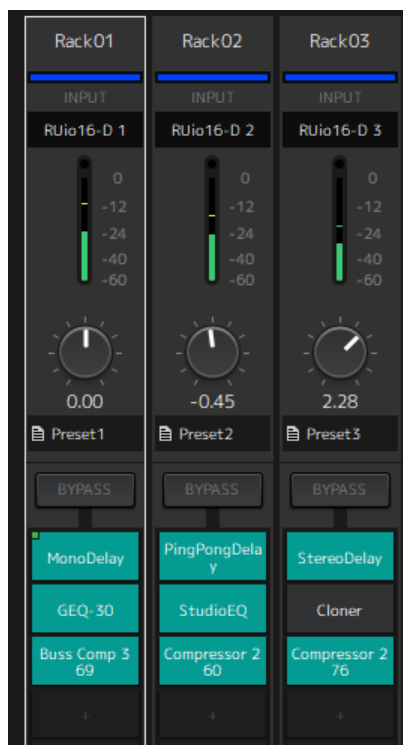 Rack01 Rack02 Rack03
INPUT INPUT INPUT
RUio16-D 1 RUio16-D 2 RUio16-D 3
0 0 0
-12 -12 -12
-24 -24 -24
-40 -40 -40
-60 -60 -60
0.00 -0.45 2.28
Preset1 Preset2 Preset3
BYPASS BYPASS BYPASS
MonoDelay PingPongDela
y StereoDelay
GEQ-30 StudioEQ Cloner
Buss Comp 3 Compressor 2 Compressor 2
69 60 76
+ + +